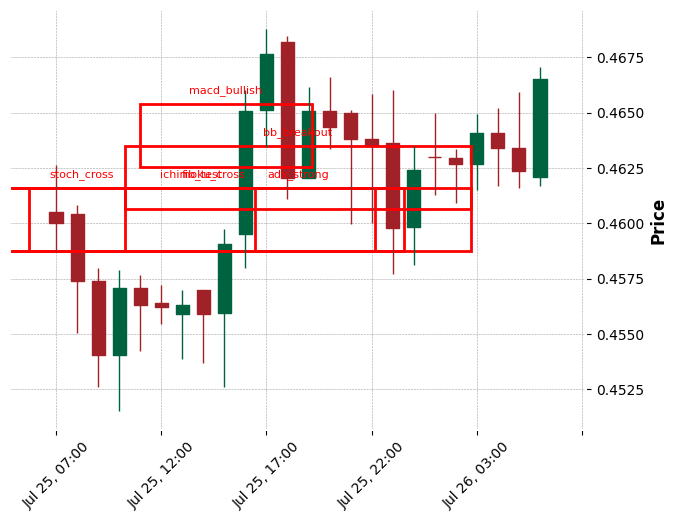 macd_bullish
bb_breakout
stoch_cross
adx_strong
0.4675
0.4650
0.4625
0.4600
0.4575
0.4550
0.4525
Price
Jul 25, 07:00
Jul 25, 12:00
Jul 25, 17:00
Jul 25, 22:00
Jul 26, 03:00